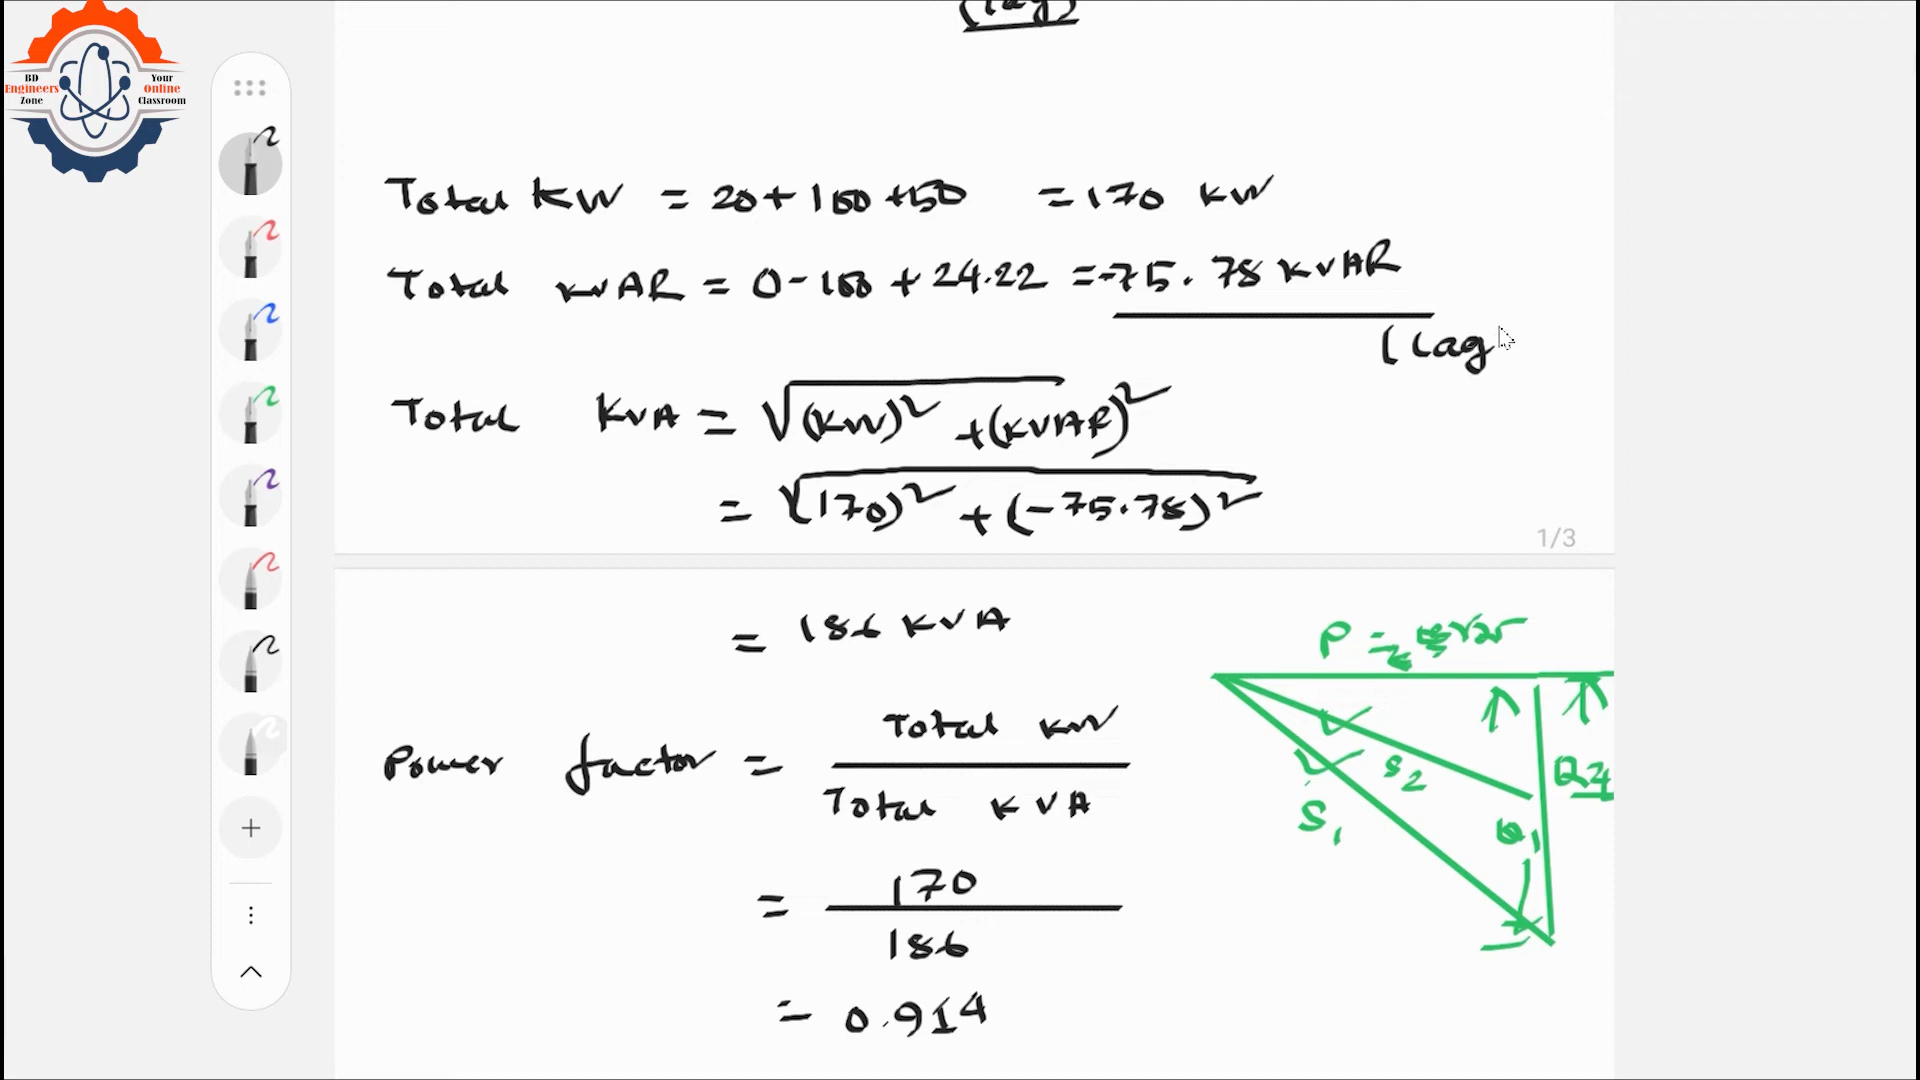 (lag)
BD Engineers Zone
Your Online Classroom
Total KW = 20+100+50 = 170 KW
Total KVAR = 0-100+24.22 = -75.78 KVAR
(lag
Total KVA = √(KW)² + (KVAR)²
= √(170)² + (-75.78)²
1/3
= 186 KVA
Power factor = Total KW
Total KVA
= 170
186
= 0.914
P =
S2
S1